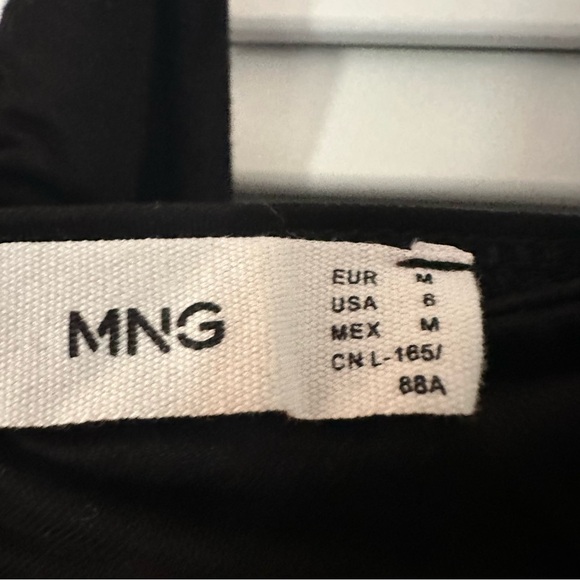 MNG
EUR M
USA 6
MEX M
CN L-165/
88A